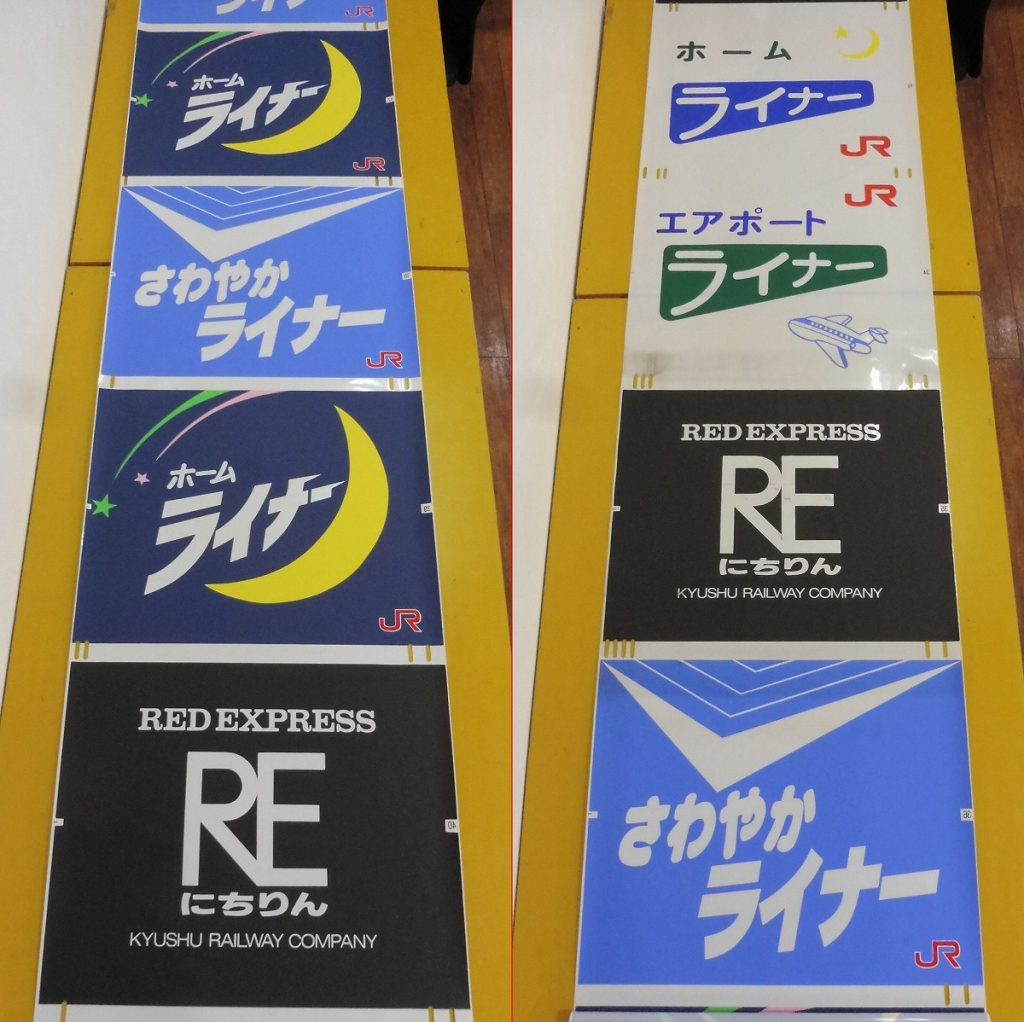 JR
ホーム
ライナー
JR
さわやか
ライナー
JR
ホーム
ライナー
JR
RED EXPRESS
RE
にちりん
KYUSHU RAILWAY COMPANY
40
ホーム
ライナー
JR
JR
エアポート
ライナー
RED EXPRESS
RE
にちりん
KYUSHU RAILWAY COMPANY
さわやか
ライナー
JR